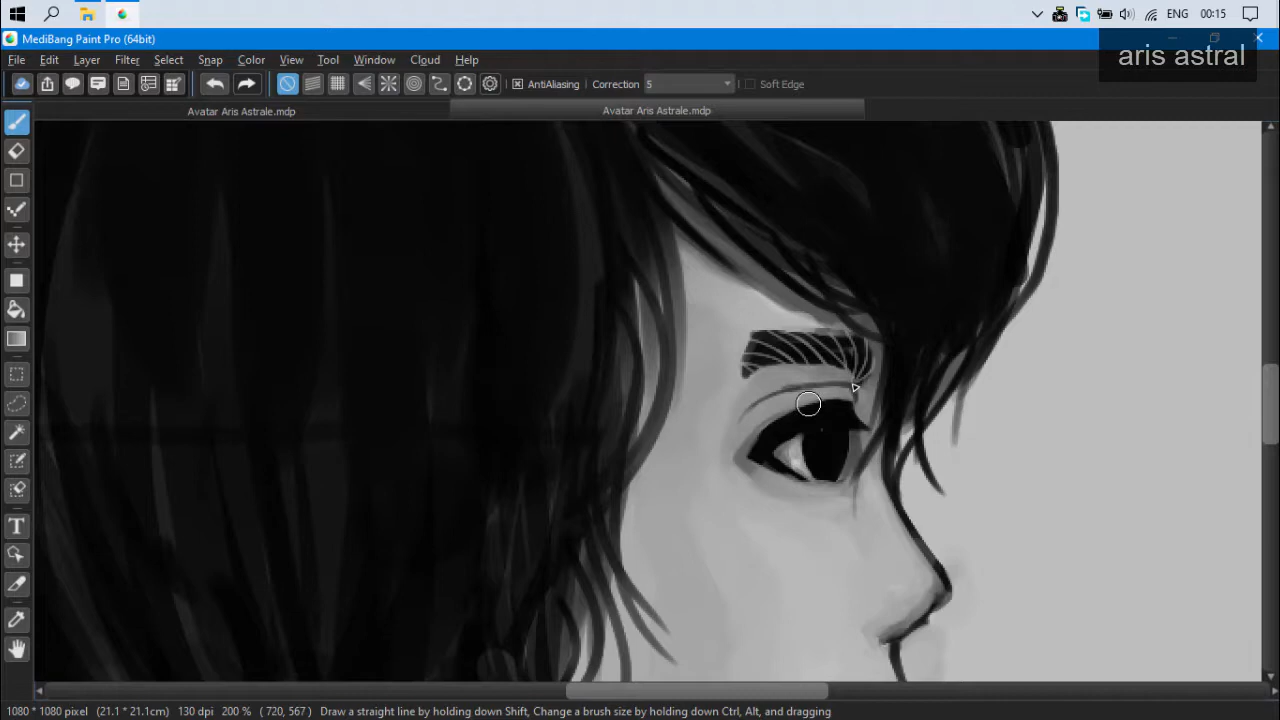 ENG 00:15
MediBang Paint Pro (64bit)
aris astral
File Edit Layer Filter Select Snap Color View Tool Window Cloud Help
AntiAliasing Correction 5 Soft Edge
Avatar Aris Astrale.mdp Avatar Aris Astrale.mdp
T
1080 * 1080 pixel (21.1 * 21.1cm) 130 dpi 200 % ( 720, 567 ) Draw a straight line by holding down Shift, Change a brush size by holding down Ctrl, Alt, and dragging